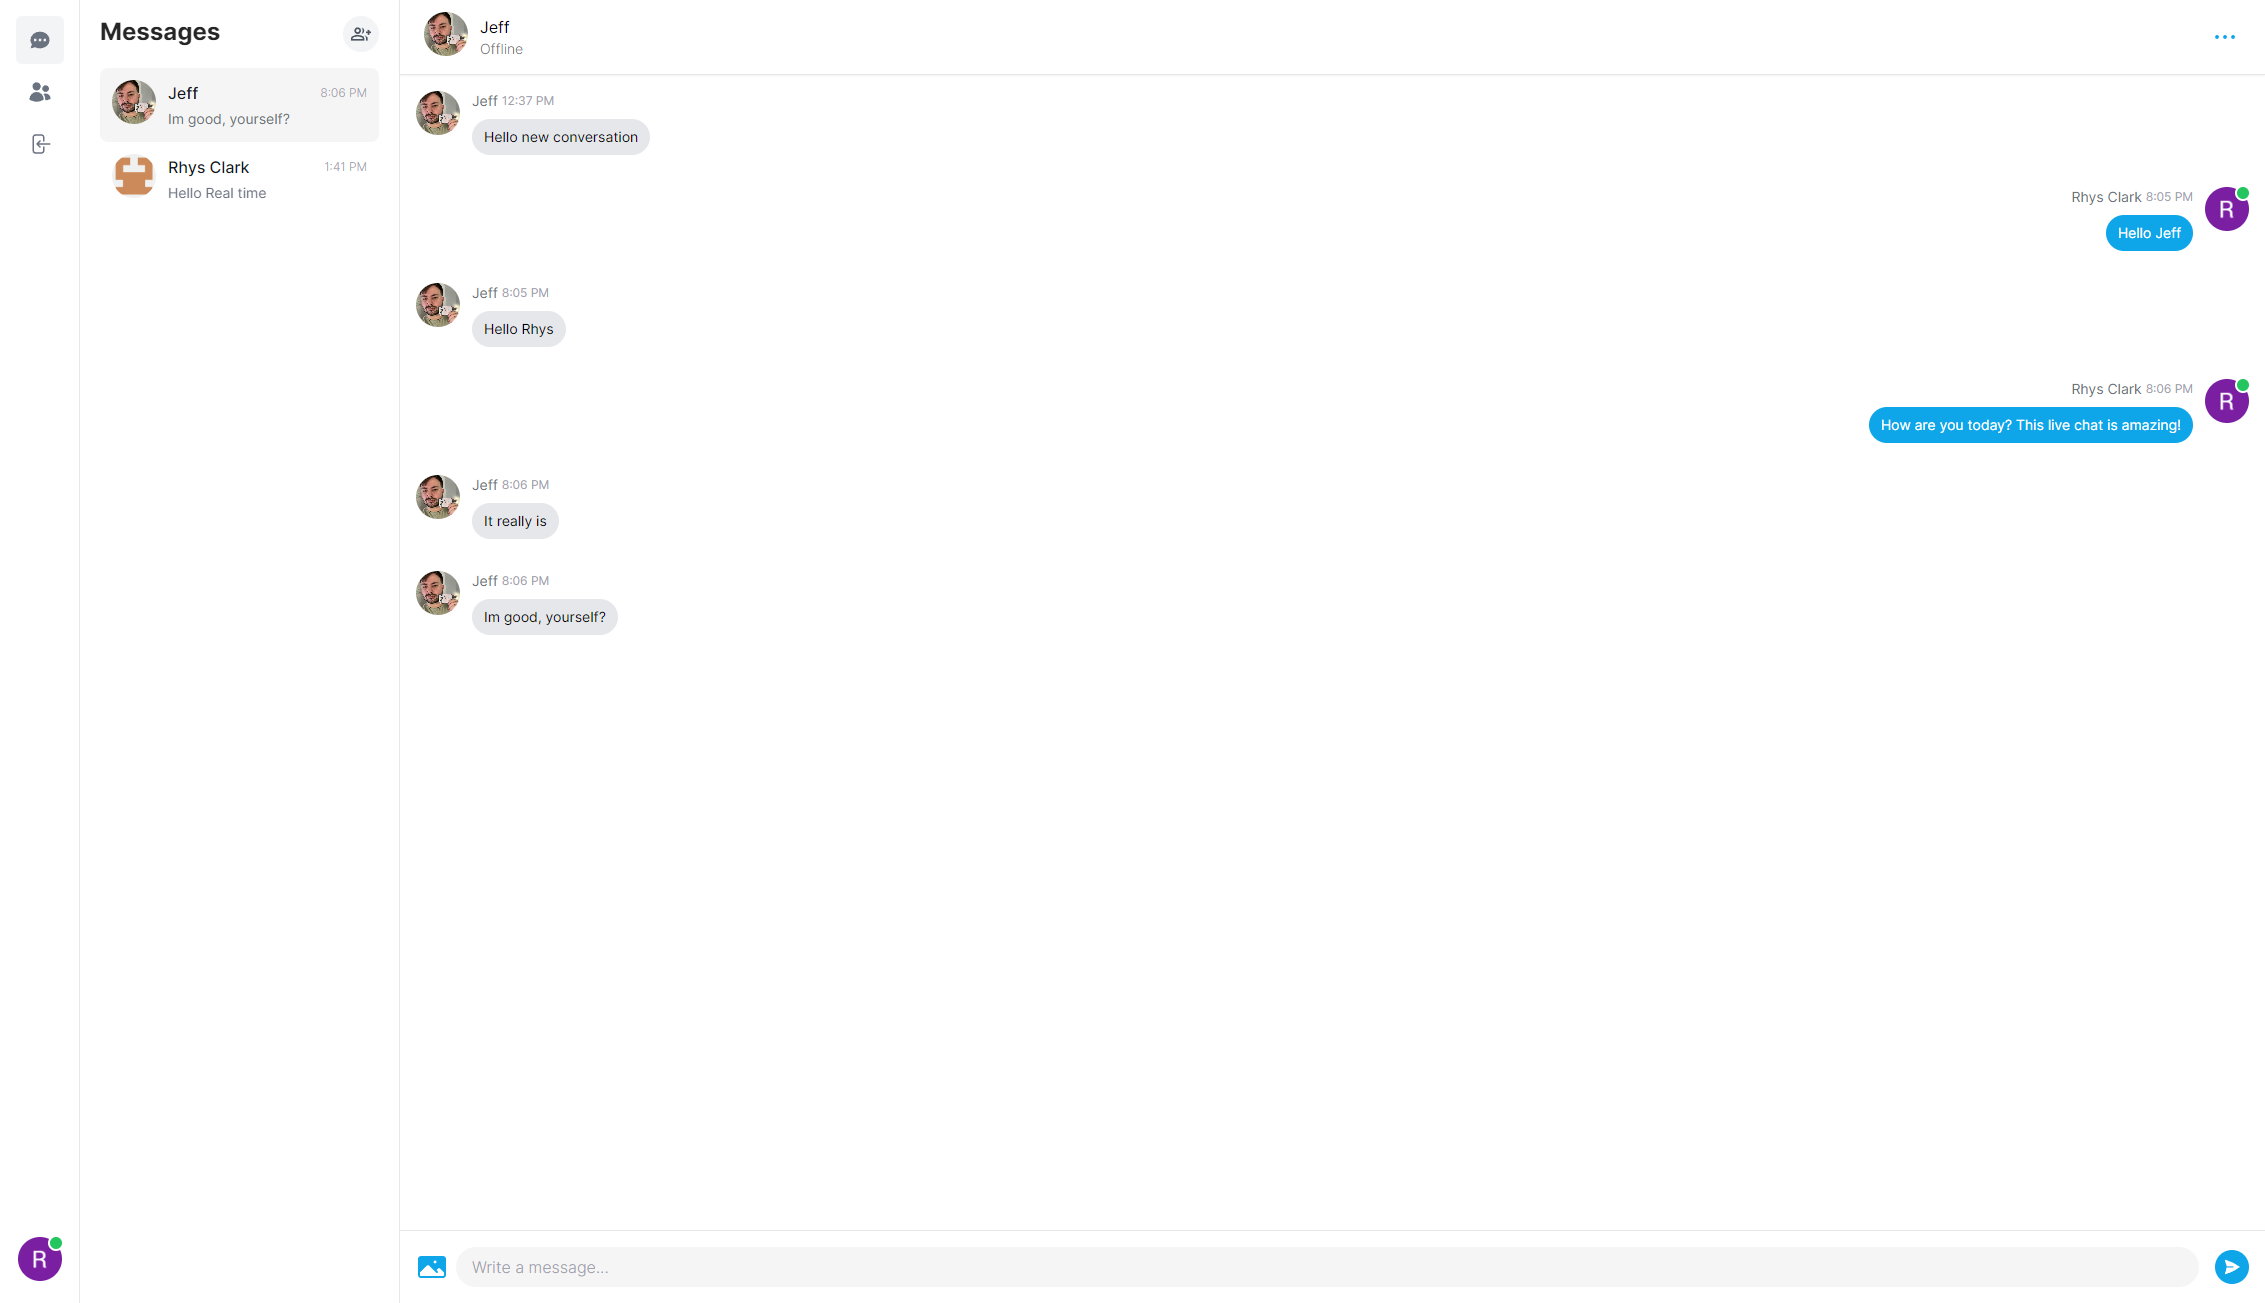 Messages
Jeff 8:06 PM
Im good, yourself?
Rhys Clark 1:41 PM
Hello Real time
R
Jeff
Offline
Jeff 12:37 PM
Hello new conversation
Rhys Clark 8:05 PM
R
Hello Jeff
Jeff 8:05 PM
Hello Rhys
Rhys Clark 8:06 PM
R
How are you today? This live chat is amazing!
Jeff 8:06 PM
It really is
Jeff 8:06 PM
Im good, yourself?
Write a message...